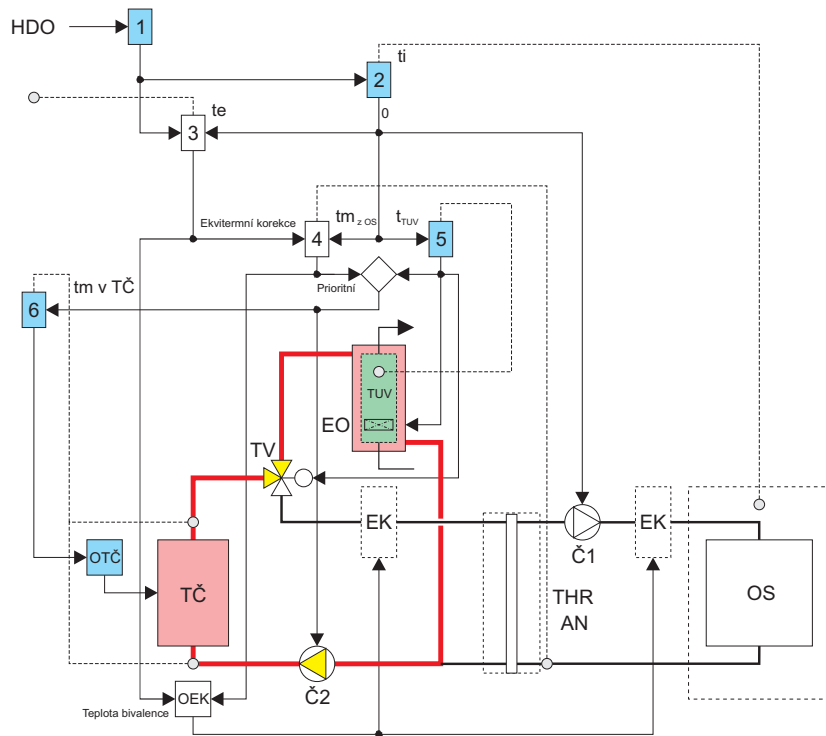 HDO
1
ti
2
te
0
3
Ekvitermní korekce
tm z OS
tTUV
4
5
Prioritní
tm v TČ
6
TUV
EO
TV
EK
EK
Č1
OTČ
TČ
THR
AN
OS
Č2
OEK
Teplota bivalence